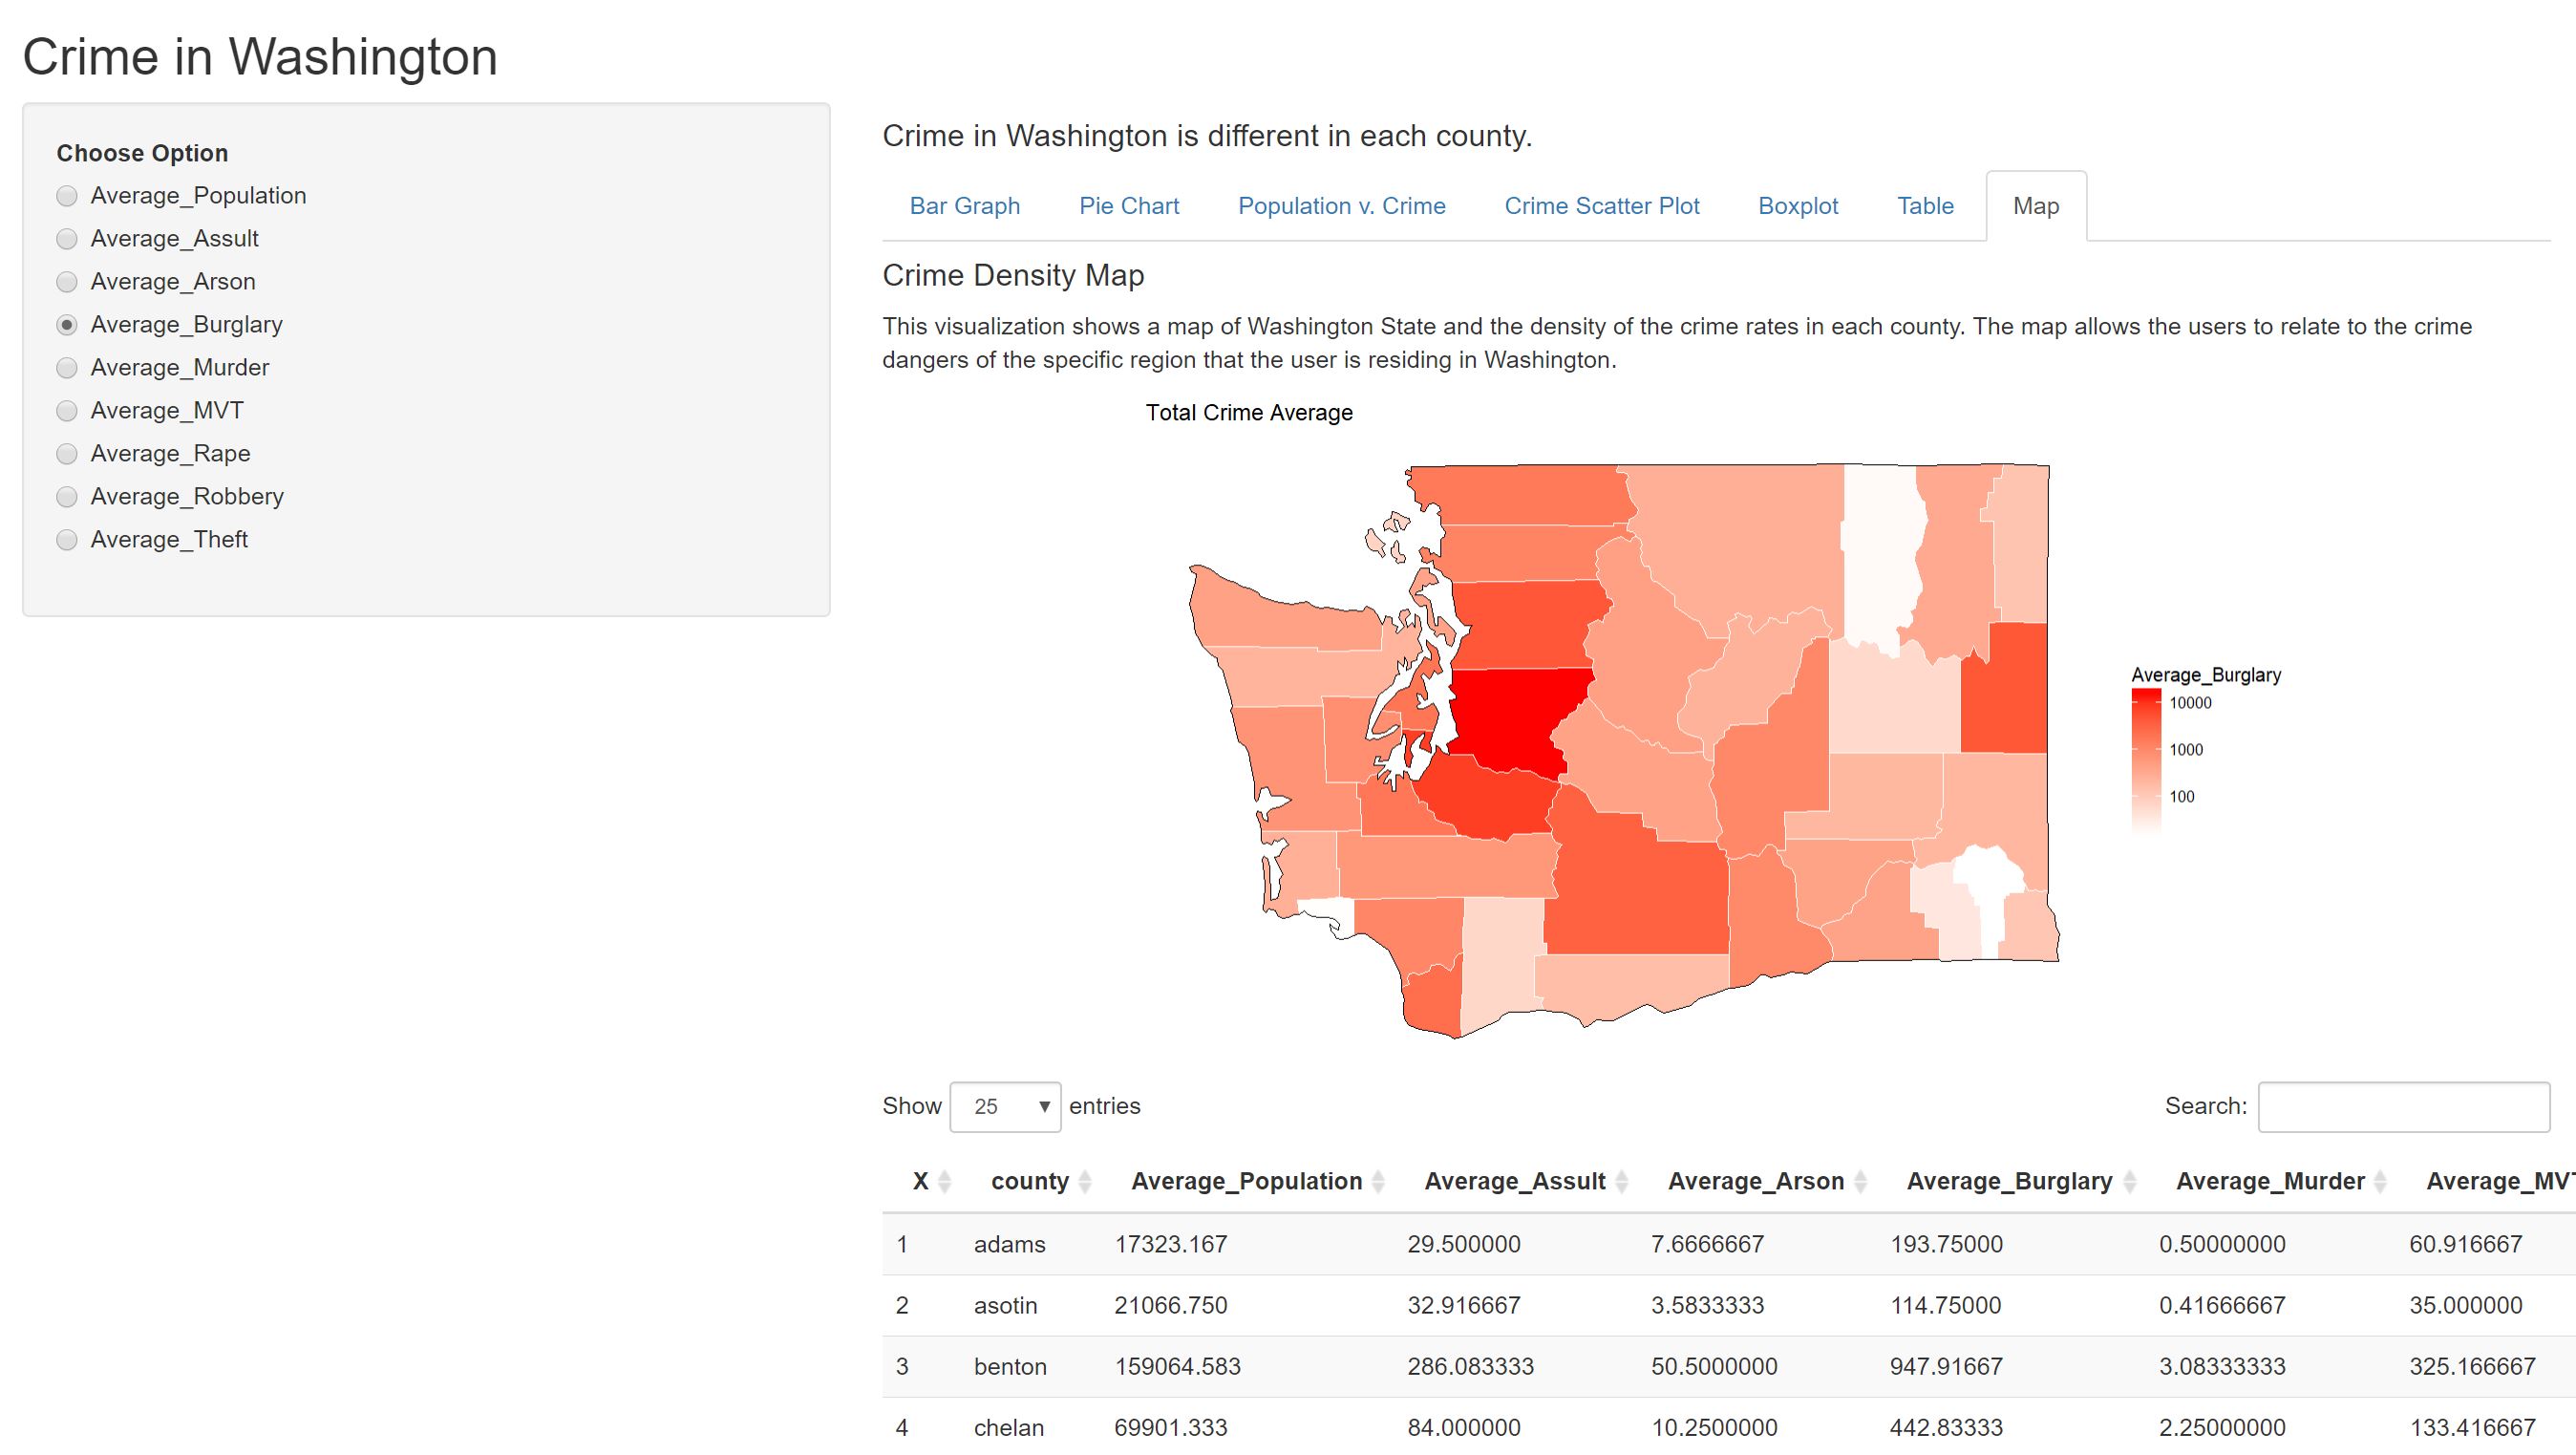 Crime in Washington
Choose Option
Average_Population
Average_Assult
Average_Arson
Average_Burglary
Average_Murder
Average_MVT
Average_Rape
Average_Robbery
Average_Theft
Crime in Washington is different in each county.
Bar Graph Pie Chart Population v. Crime Crime Scatter Plot Boxplot Table Map
Crime Density Map
This visualization shows a map of Washington State and the density of the crime rates in each county. The map allows the users to relate to the crime
dangers of the specific region that the user is residing in Washington.
Total Crime Average
Average_Burglary
10000
1000
100
Show 25 entries Search:
X county Average_Population Average_Assult Average_Arson Average_Burglary Average_Murder Average_MVT
1 adams 17323.167 29.500000 7.6666667 193.75000 0.50000000 60.916667
2 asotin 21066.750 32.916667 3.5833333 114.75000 0.41666667 35.000000
3 benton 159064.583 286.083333 50.5000000 947.91667 3.08333333 325.166667
4 chelan 69901.333 84.000000 10.2500000 442.83333 2.25000000 133.416667